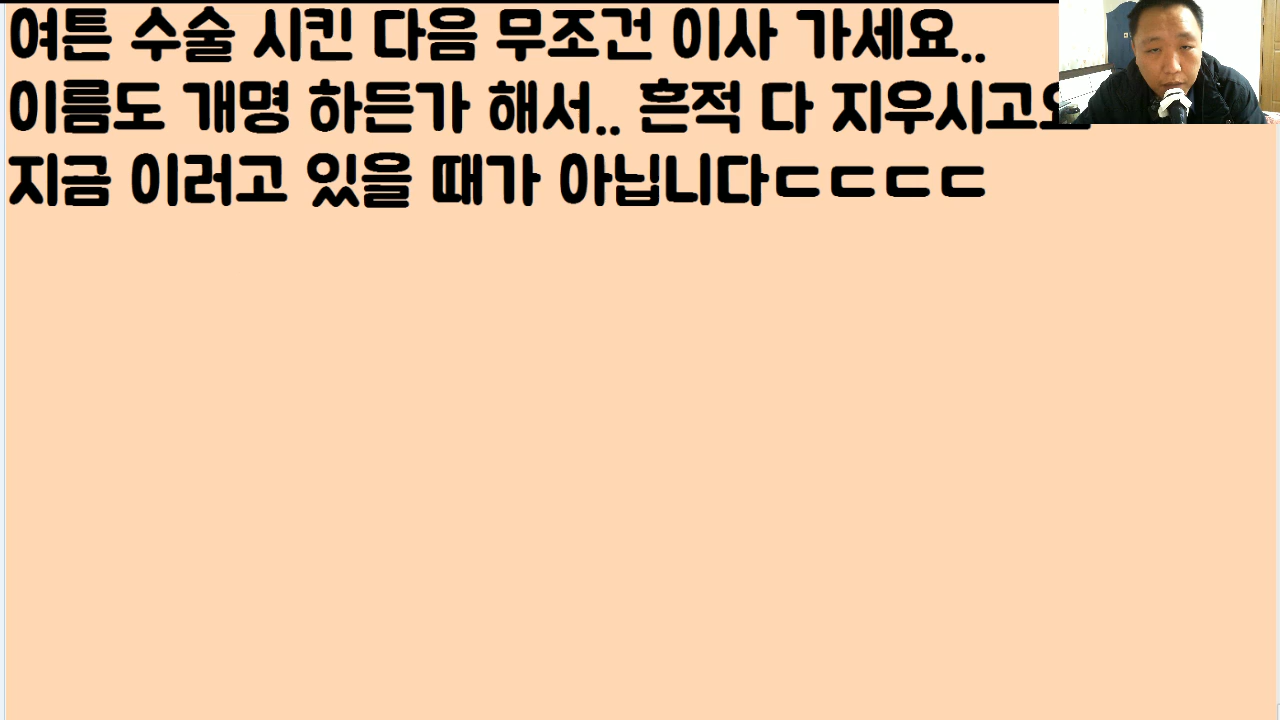 여튼 수술 시킨 다음 무조건 이사 가세요..
이름도 개명 하든가 해서.. 흔적 다 지우시고요
지금 이러고 있을 때가 아닙니다ㄷㄷㄷㄷ